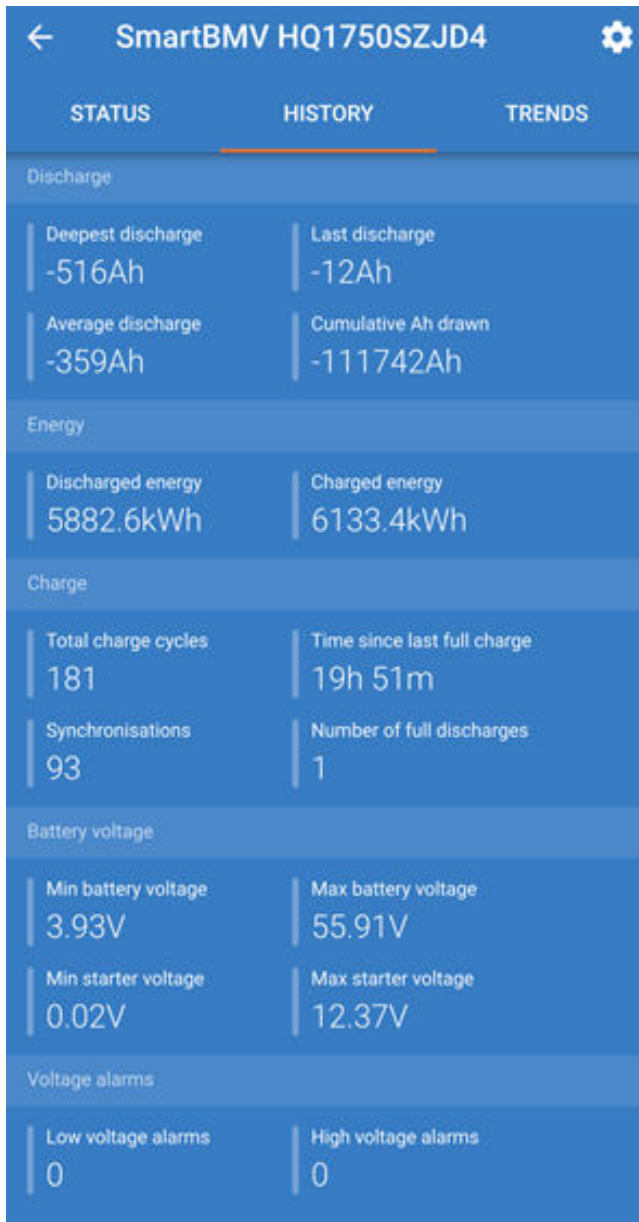 SmartBMV HQ1750SZJD4
STATUS HISTORY TRENDS
Discharge
Deepest discharge Last discharge
-516Ah -12Ah
Average discharge Cumulative Ah drawn
-359Ah -111742Ah
Energy
Discharged energy Charged energy
5882.6kWh 6133.4kWh
Charge
Total charge cycles Time since last full charge
181 19h 51m
Synchronisations Number of full discharges
93 1
Battery voltage
Min battery voltage Max battery voltage
3.93V 55.91V
Min starter voltage Max starter voltage
0.02V 12.37V
Voltage alarms
Low voltage alarms High voltage alarms
0 0